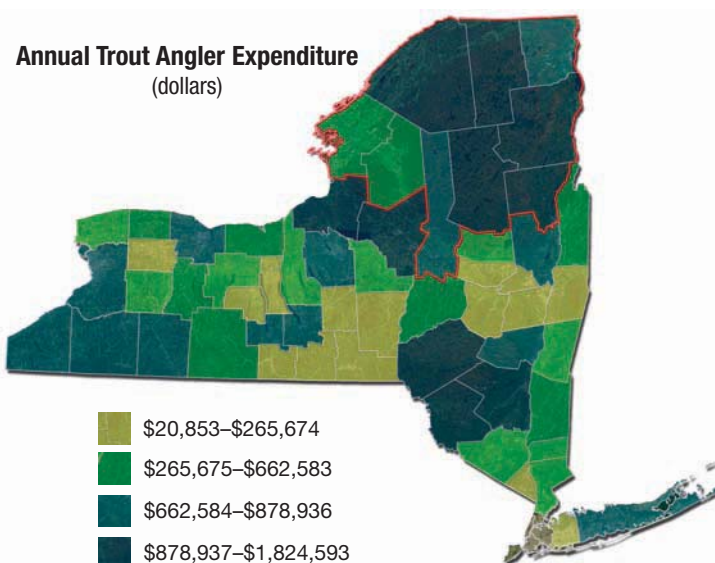 Annual Trout Angler Expenditure
(dollars)
$20,853–$265,674
$265,675–$662,583
$662,584–$878,936
$878,937–$1,824,593